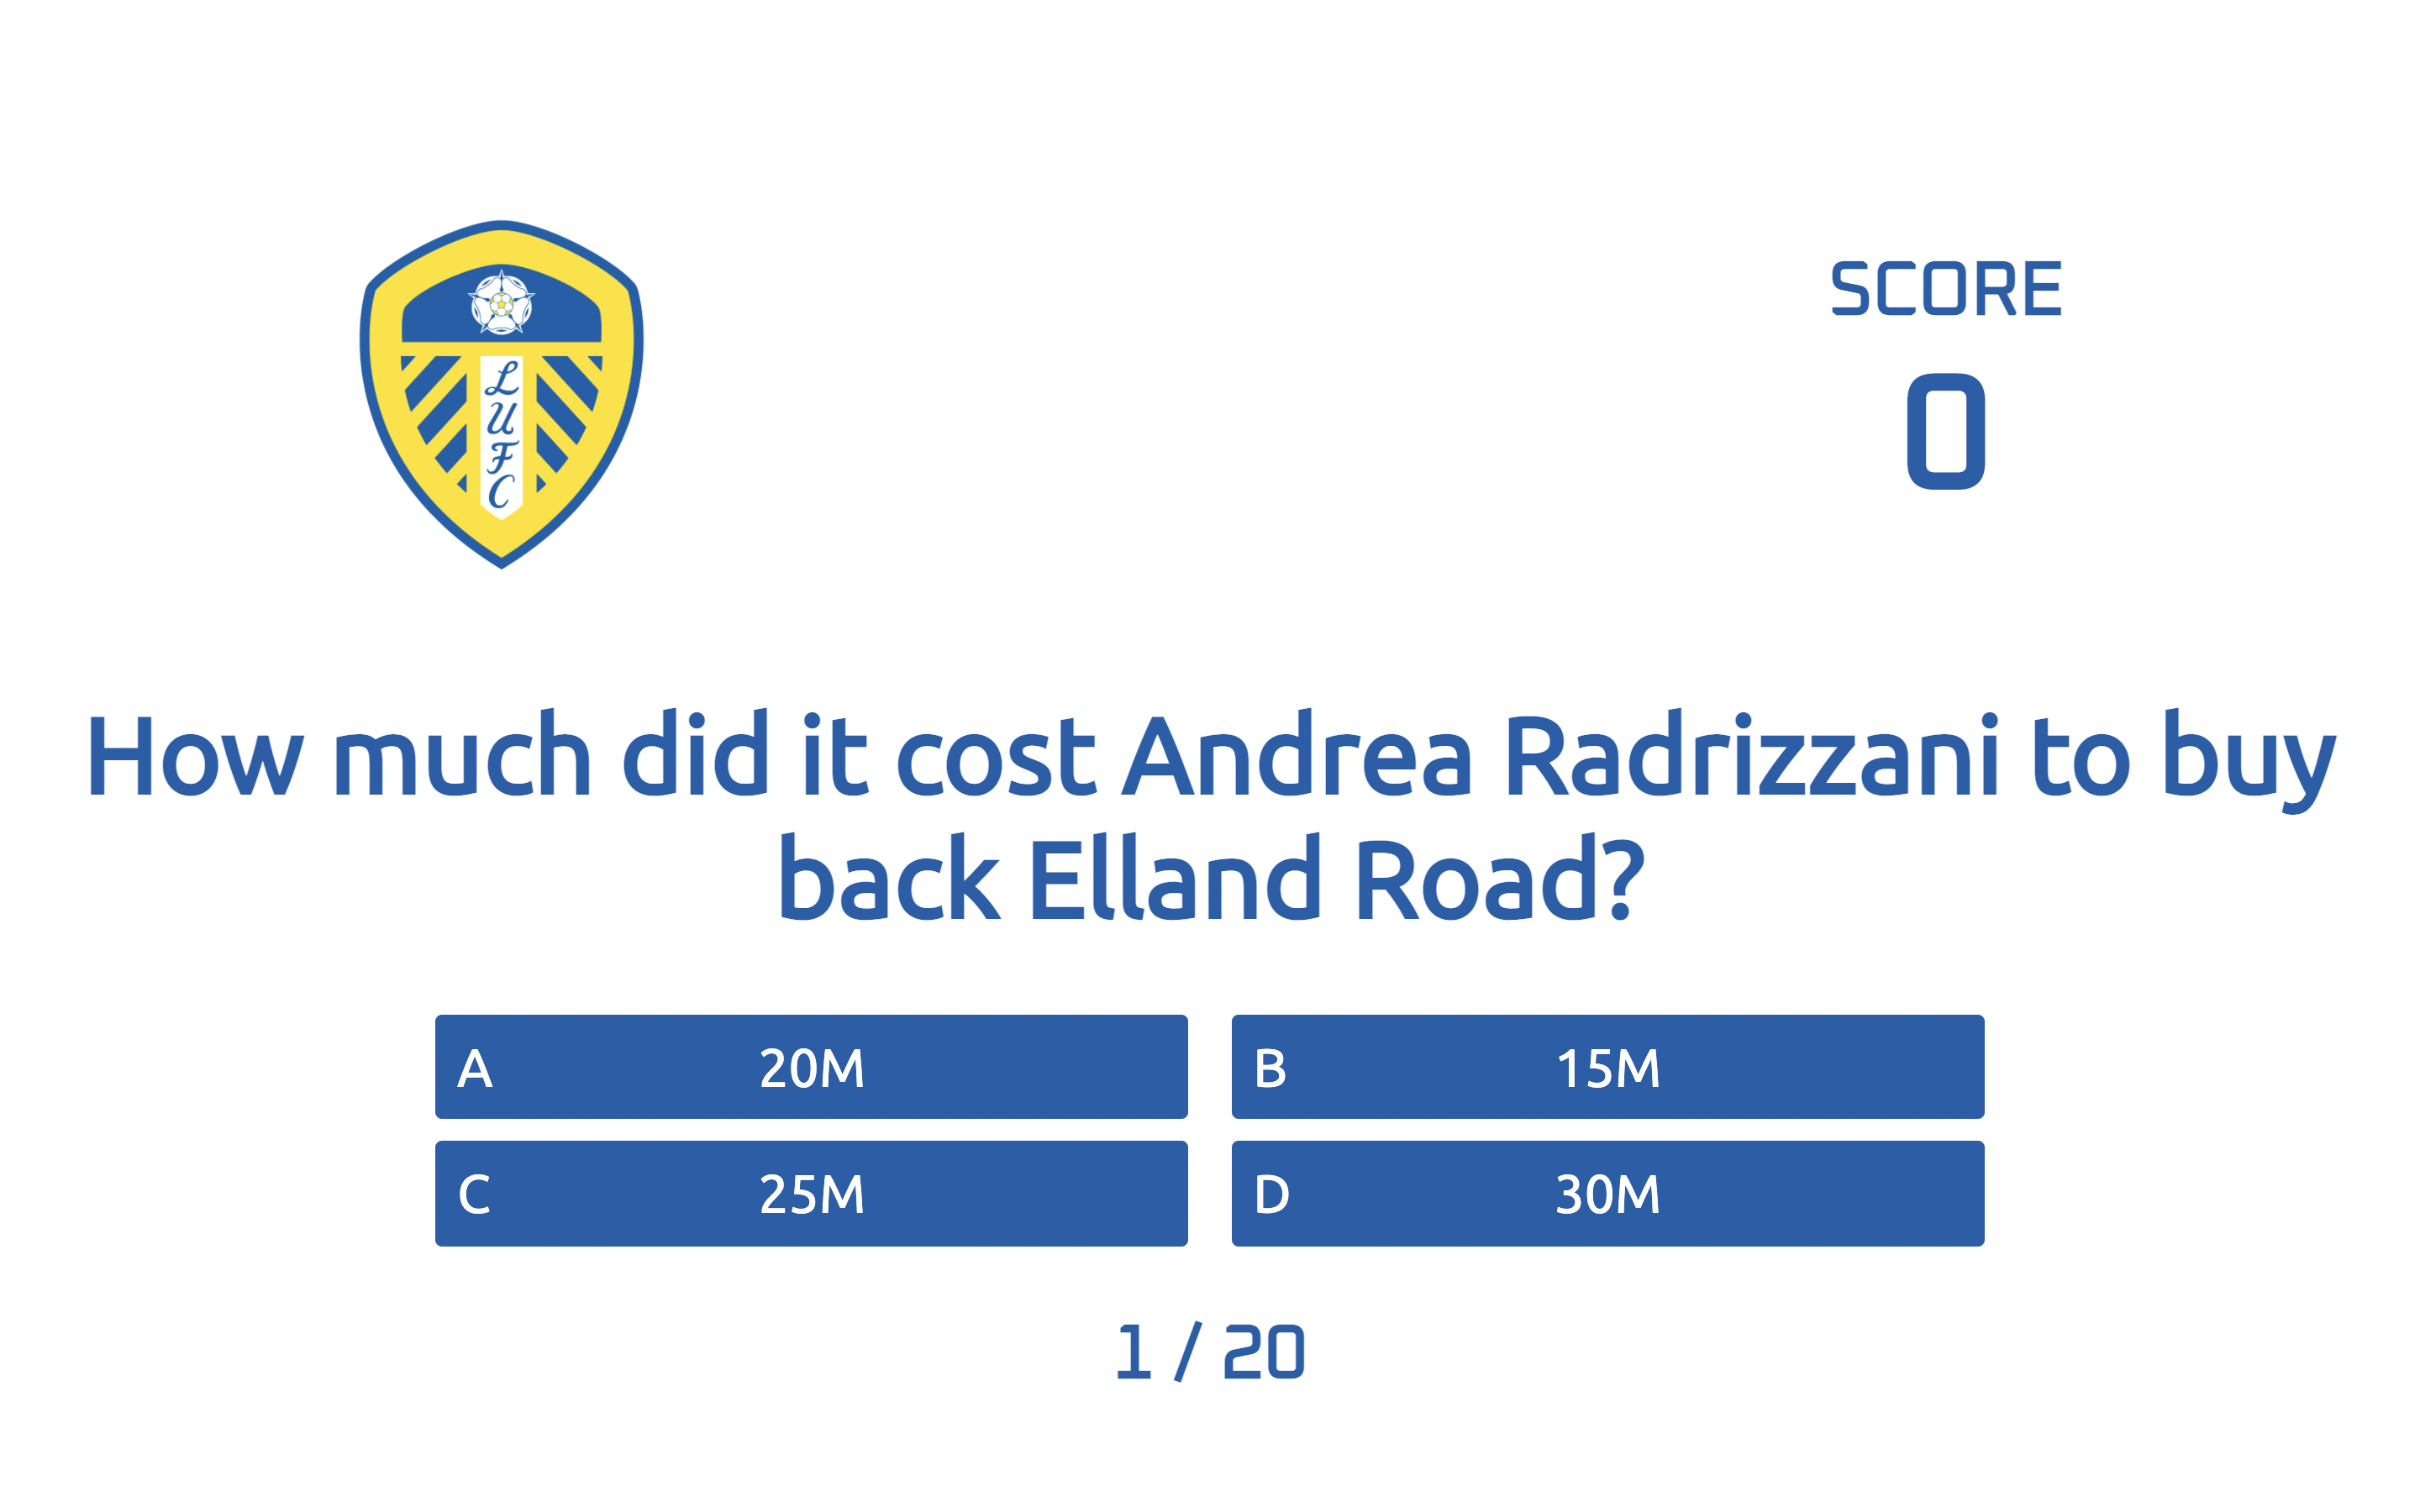 L
U
F
C
SCORE
0
How much did it cost Andrea Radrizzani to buy
back Elland Road?
A 20M
B 15M
C 25M
D 30M
1 / 20